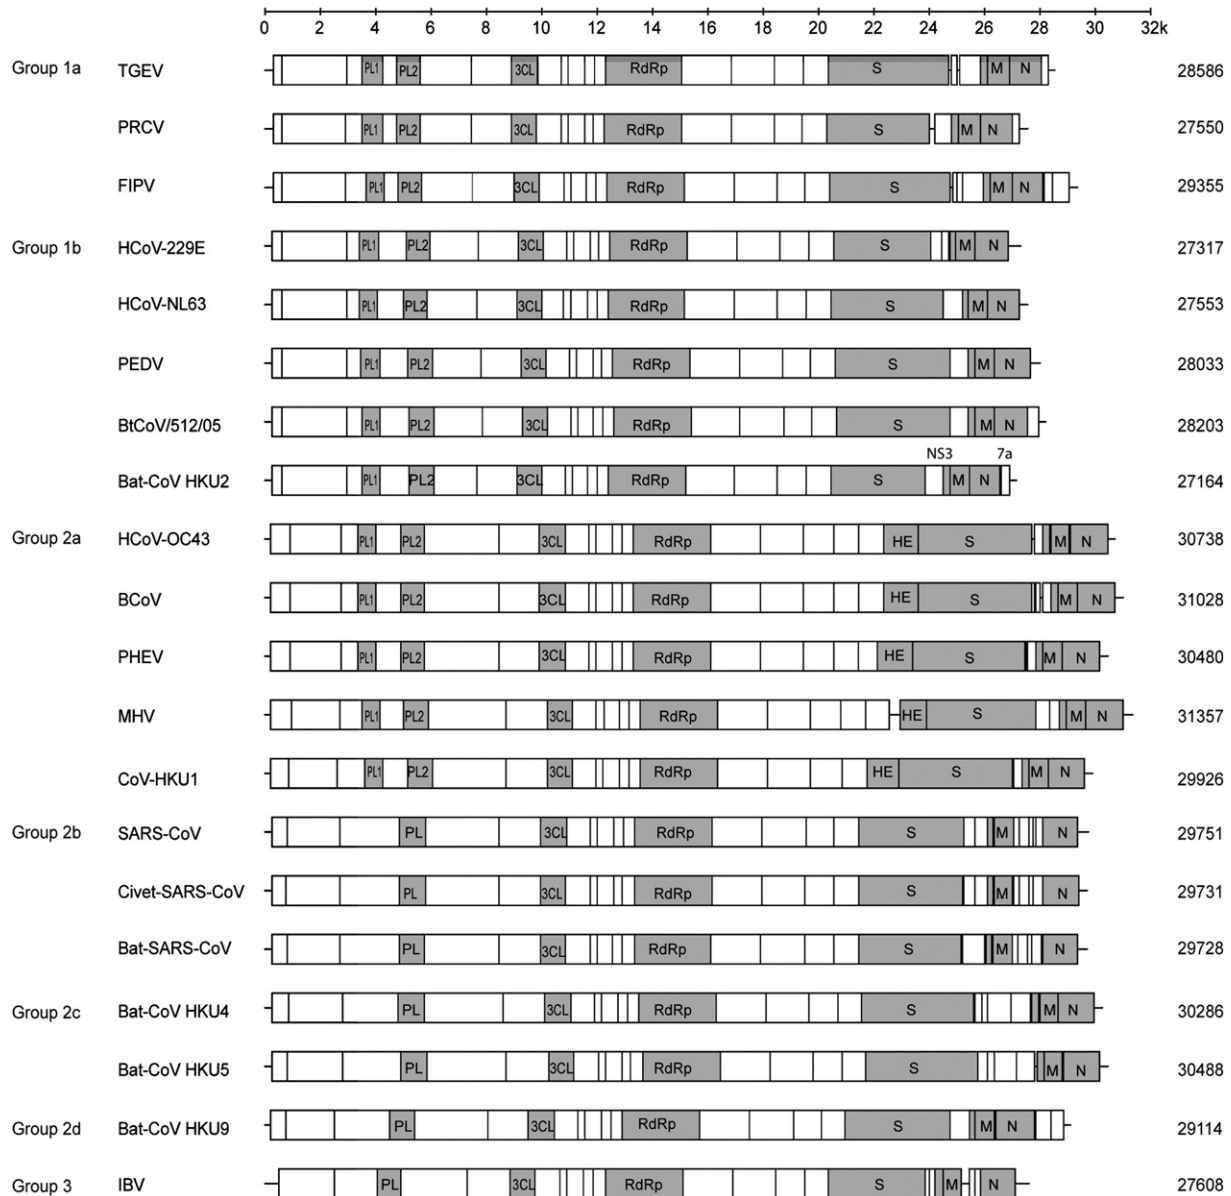 0 2 4 6 8 10 12 14 16 18 20 22 24 26 28 30 32k
Group 1a TGEV PL1 PL2 3CL RdRp S M N 28586
PRCV PL1 PL2 3CL RdRp S M N 27550
FIPV PL1 PL2 3CL RdRp S M N 29355
Group 1b HCoV-229E PL1 PL2 3CL RdRp S M N 27317
HCoV-NL63 PL1 PL2 3CL RdRp S M N 27553
PEDV PL1 PL2 3CL RdRp S M N 28033
BtCoV/512/05 PL1 PL2 3CL RdRp S M N 28203
NS3 7a
Bat-CoV HKU2 PL1 PL2 3CL RdRp S M N 27164
Group 2a HCoV-OC43 PL1 PL2 3CL RdRp HE S M N 30738
BCoV PL1 PL2 3CL RdRp HE S M N 31028
PHEV PL1 PL2 3CL RdRp HE S M N 30480
MHV PL1 PL2 3CL RdRp HE S M N 31357
CoV-HKU1 PL1 PL2 3CL RdRp HE S M N 29926
Group 2b SARS-CoV PL 3CL RdRp S M N 29751
Civet-SARS-CoV PL 3CL RdRp S M N 29731
Bat-SARS-CoV PL 3CL RdRp S M N 29728
Group 2c Bat-CoV HKU4 PL 3CL RdRp S M N 30286
Bat-CoV HKU5 PL 3CL RdRp S M N 30488
Group 2d Bat-CoV HKU9 PL 3CL RdRp S M N 29114
Group 3 IBV PL 3CL RdRp S M N 27608